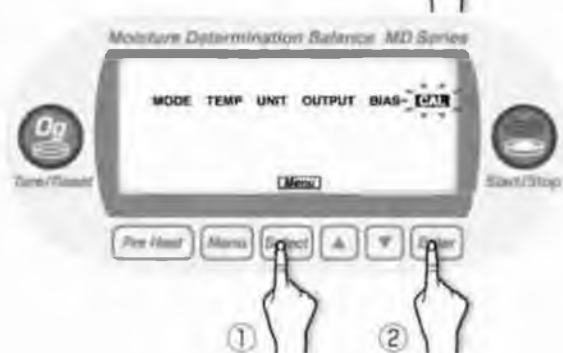 Moisture Determination Balance MD Series
MODE TEMP UNIT OUTPUT BIAS CAL
0g
Tare/Reset
Start/Stop
Menu
Pre Heat Menu Select ▲ ▼ Enter
① ②